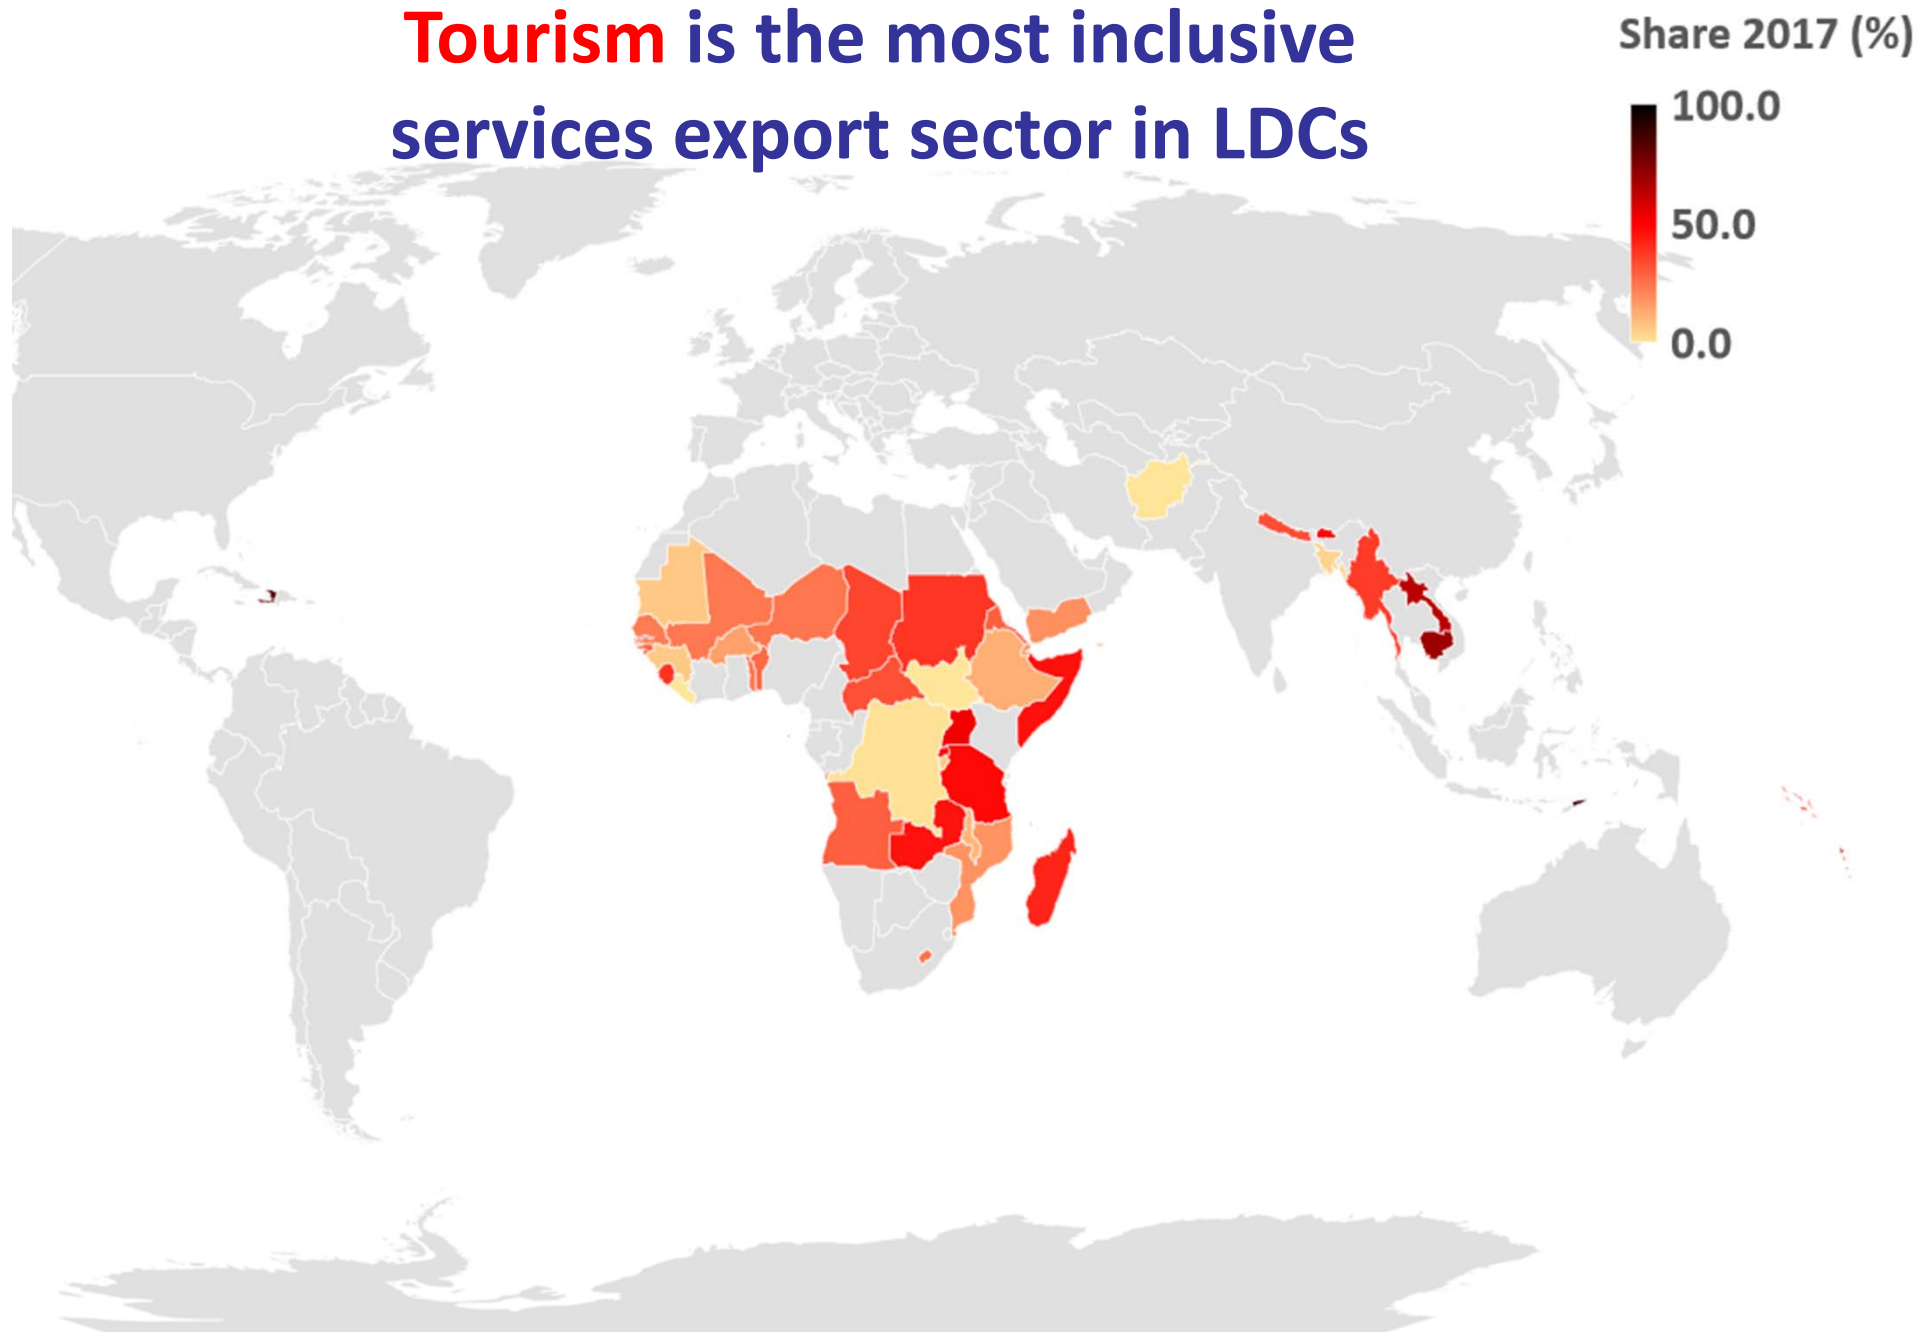 Tourism is the most inclusive
services export sector in LDCs
Share 2017 (%)
100.0
50.0
0.0